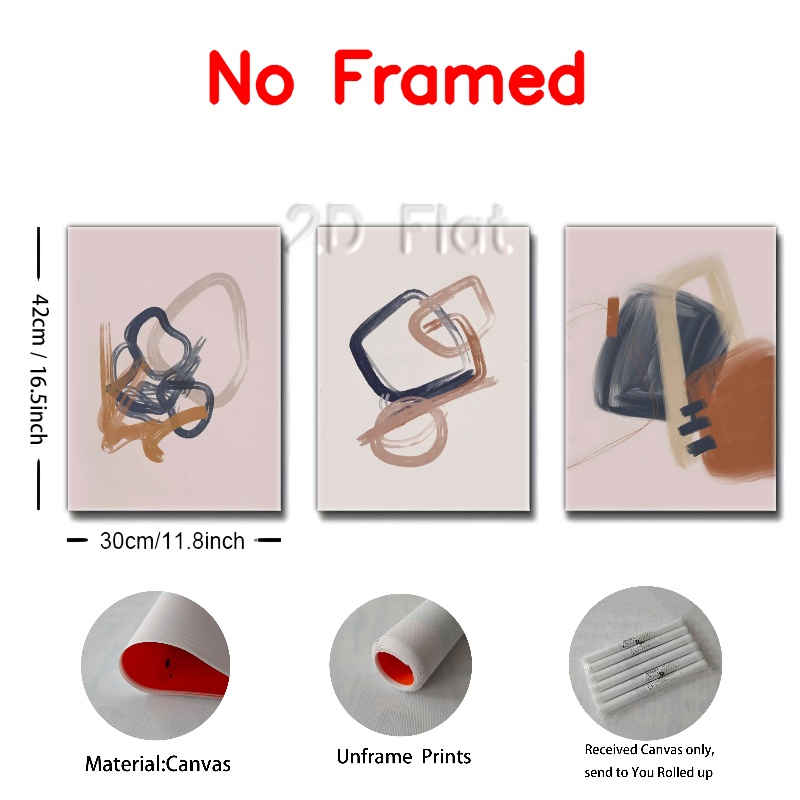 No Framed
2.D Flat
42cm / 16.5inch
30cm/11.8inch
Material:Canvas
Unframe Prints
Received Canvas only,
send to You Rolled up